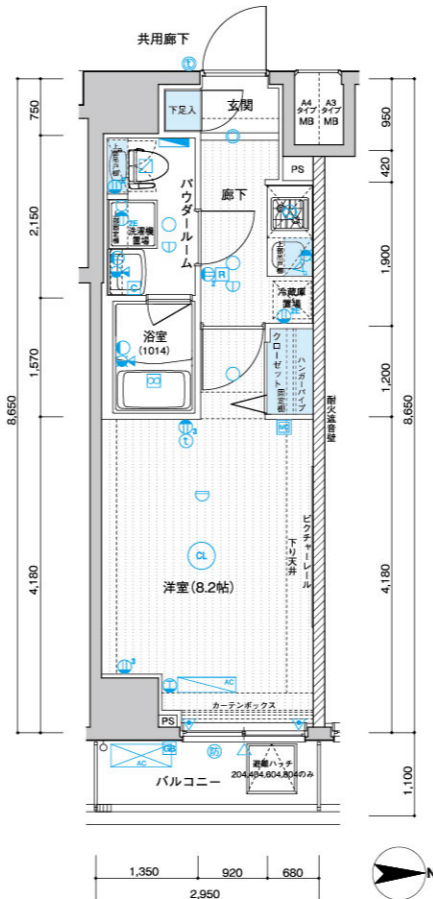 共用廊下
玄関
下足入
A4
タイプ
MB
A3
タイプ
MB
PS
廊下
パウダールーム
洗濯機
置場
R
C
冷蔵庫
置場
浴室
(1014)
クローゼット
固定棚
ハンガーパイプ
耐火遮音壁
3
t
CL
洋室(8.2帖)
ピクチャーレール
下り天井
3
AC
カーテンボックス
PS
AC
防
避難ハッチ
204,484,604,804のみ
バルコニー
750
2,150
1,570
4,180
8,650
950
420
1,900
1,200
4,180
8,650
1,100
1,350
920
680
2,950
N